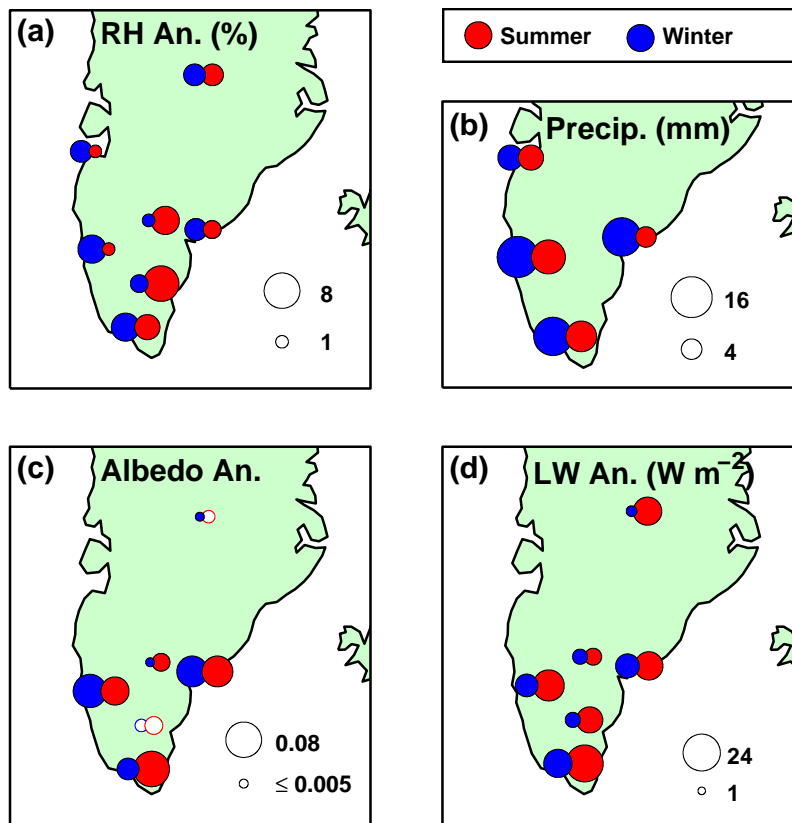 (a) RH An. (%)
Summer Winter
(b) Precip. (mm)
8
1
16
4
(c) Albedo An.
(d) LW An. (W m⁻²)
0.08
≤ 0.005
24
1